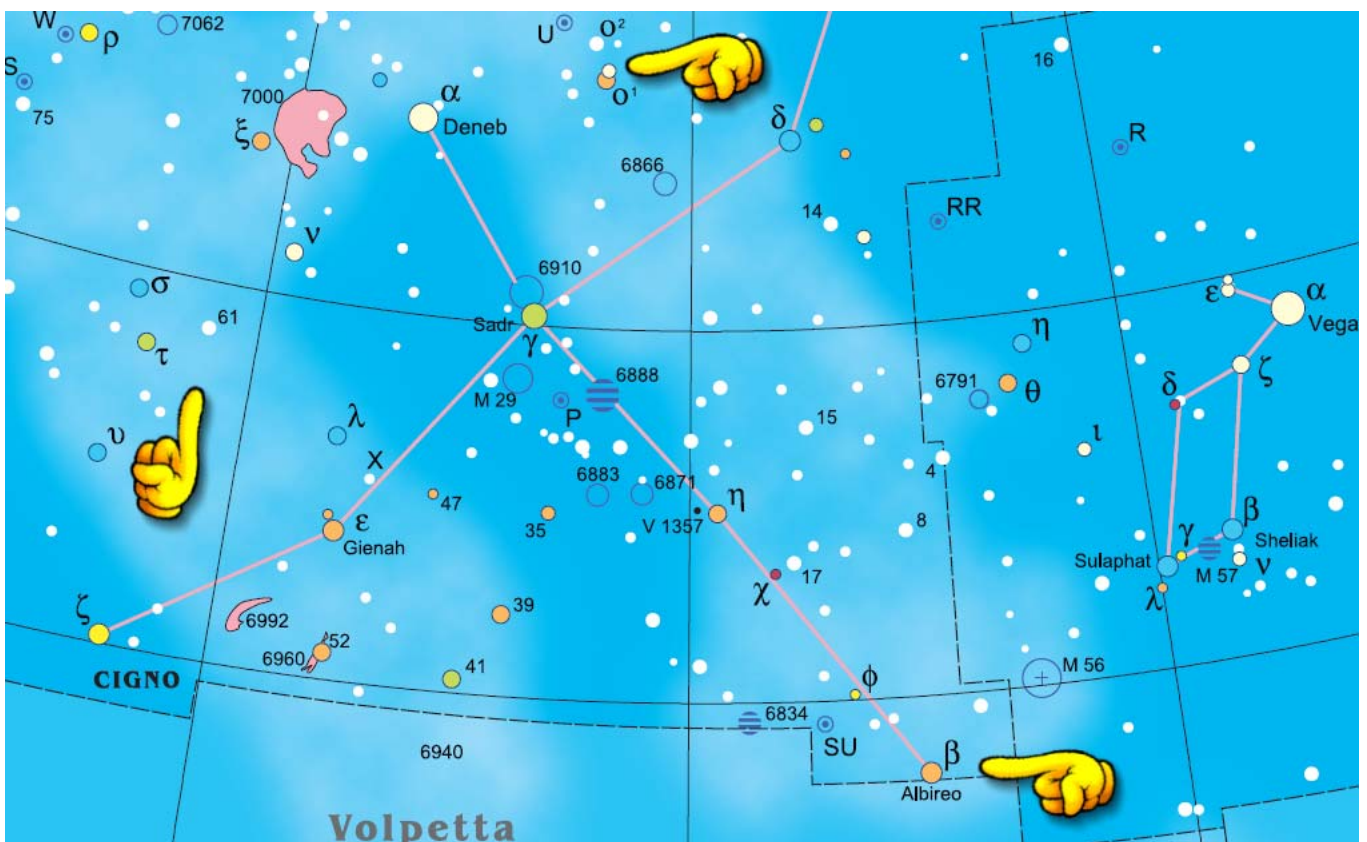 W
ρ
7062
U
ο²
16
S
75
7000
ξ
α
Deneb
ο¹
δ
R
6866
14
RR
ν
6910
σ
61
Sadr
γ
ε
α
Vega
η
τ
6888
M 29
P
6791
θ
δ
ζ
υ
λ
X
15
4
ι
6883
6871
47
35
V 1357
η
8
ε
Gienah
β
Sheliak
γ
Sulaphat
M 57
ν
χ
17
λ
ζ
6992
39
52
6960
41
CIGNO
φ
M 56
6834
SU
6940
β
Albireo
Volpetta